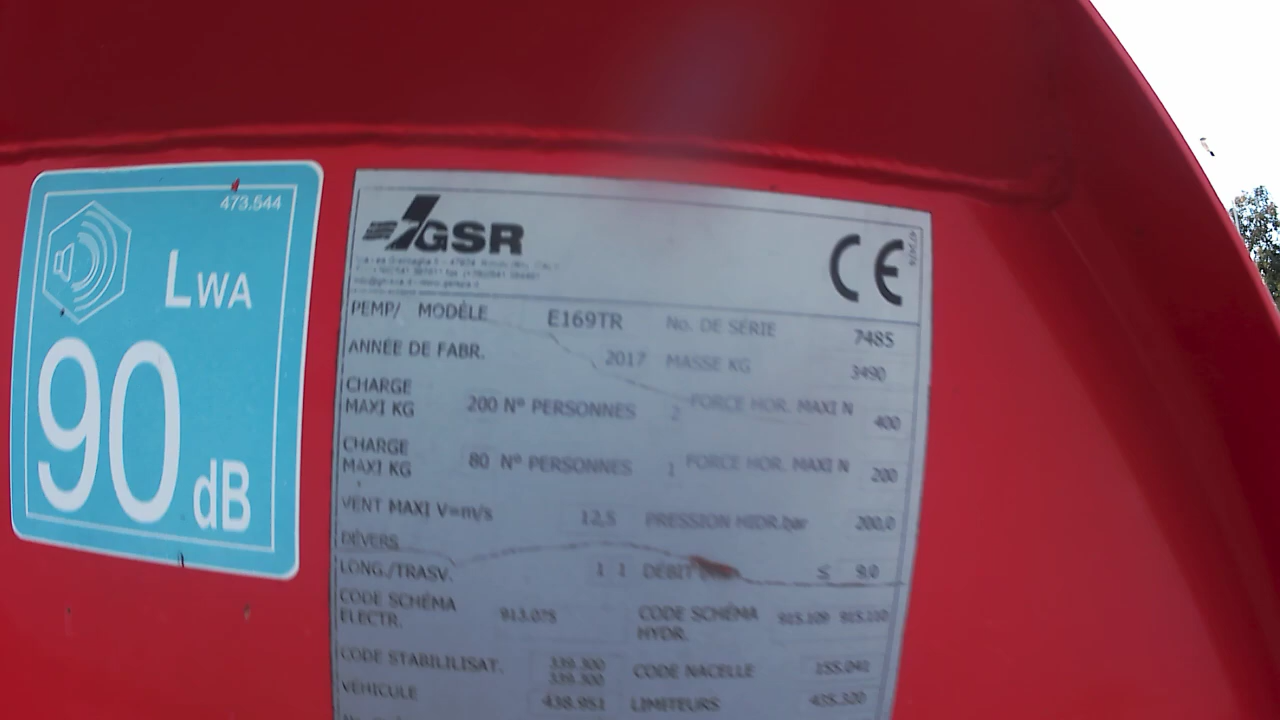 473.544
LWA
90 dB
GSR
CE
PEMP/ MODÈLE E169TR No. DE SÉRIE 7485
ANNÉE DE FABR. 2017 MASSE KG 3490
CHARGE
MAXI KG 200 N° PERSONNES 2 FORCE HOR. MAXI N 400
CHARGE
MAXI KG 80 N° PERSONNES 1 FORCE HOR. MAXI N 200
VENT MAXI V=m/s 12,5 PRESSION HIDR.bar 200,0
DÉVERS
LONG./TRASV. 1 1 DÉBIT ≤ 9.0
CODE SCHÉMA
ELECTR. 913.075 CODE SCHÉMA
HYDR. 915.109 915.110
CODE STABILILISAT. 339.300
339.300 CODE NACELLE 155.041
VÉHICULE 438.951 LIMITEURS 435.320